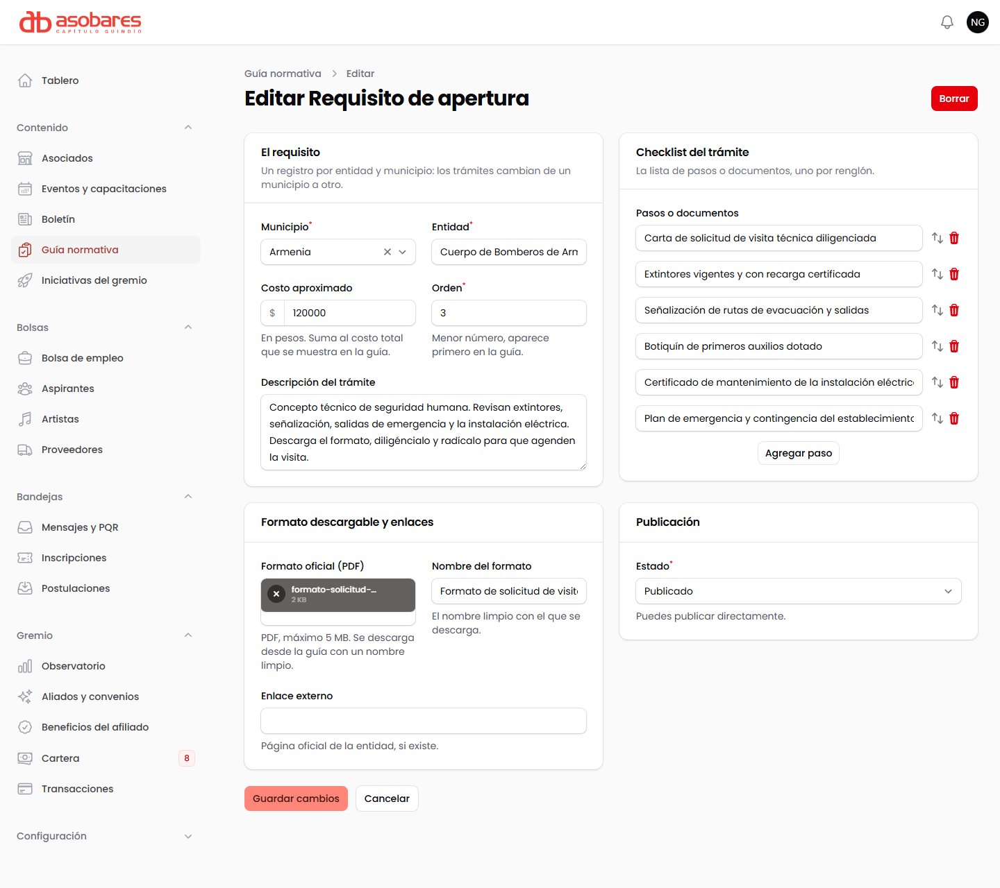 asobares
CAPÍTULO QUINDÍO
NG
Tablero
Contenido
Asociados
Eventos y capacitaciones
Boletín
Guía normativa
Iniciativas del gremio
Bolsas
Bolsa de empleo
Aspirantes
Artistas
Proveedores
Bandejas
Mensajes y PQR
Inscripciones
Postulaciones
Gremio
Observatorio
Aliados y convenios
Beneficios del afiliado
Cartera
8
Transacciones
Configuración
Guía normativa > Editar
Editar Requisito de apertura
Borrar
El requisito
Un registro por entidad y municipio: los trámites cambian de un
municipio a otro.
Municipio*
Armenia
Entidad*
Cuerpo de Bomberos de Arm
Costo aproximado
$ 120000
En pesos. Suma al costo total
que se muestra en la guía.
Orden*
3
Menor número, aparece
primero en la guía.
Descripción del trámite
Concepto técnico de seguridad humana. Revisan extintores,
señalización, salidas de emergencia y la instalación eléctrica.
Descarga el formato, diligéncialo y radícalo para que agenden
la visita.
Checklist del trámite
La lista de pasos o documentos, uno por renglón.
Pasos o documentos
Carta de solicitud de visita técnica diligenciada
Extintores vigentes y con recarga certificada
Señalización de rutas de evacuación y salidas
Botiquín de primeros auxilios dotado
Certificado de mantenimiento de la instalación eléctric
Plan de emergencia y contingencia del establecimiento
Agregar paso
Formato descargable y enlaces
Formato oficial (PDF)
formato-solicitud-...
2 KB
PDF, máximo 5 MB. Se descarga
desde la guía con un nombre
limpio.
Nombre del formato
Formato de solicitud de visit
El nombre limpio con el que se
descarga.
Enlace externo
Página oficial de la entidad, si existe.
Publicación
Estado*
Publicado
Puedes publicar directamente.
Guardar cambios
Cancelar